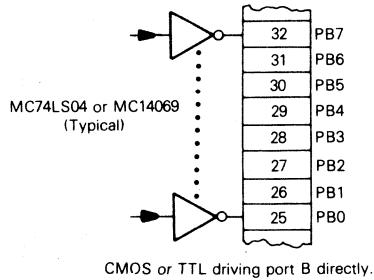 32 PB7
31 PB6
30 PB5
MC74LS04 or MC14069
(Typical)
29 PB4
28 PB3
27 PB2
26 PB1
25 PB0
CMOS or TTL driving port B directly.